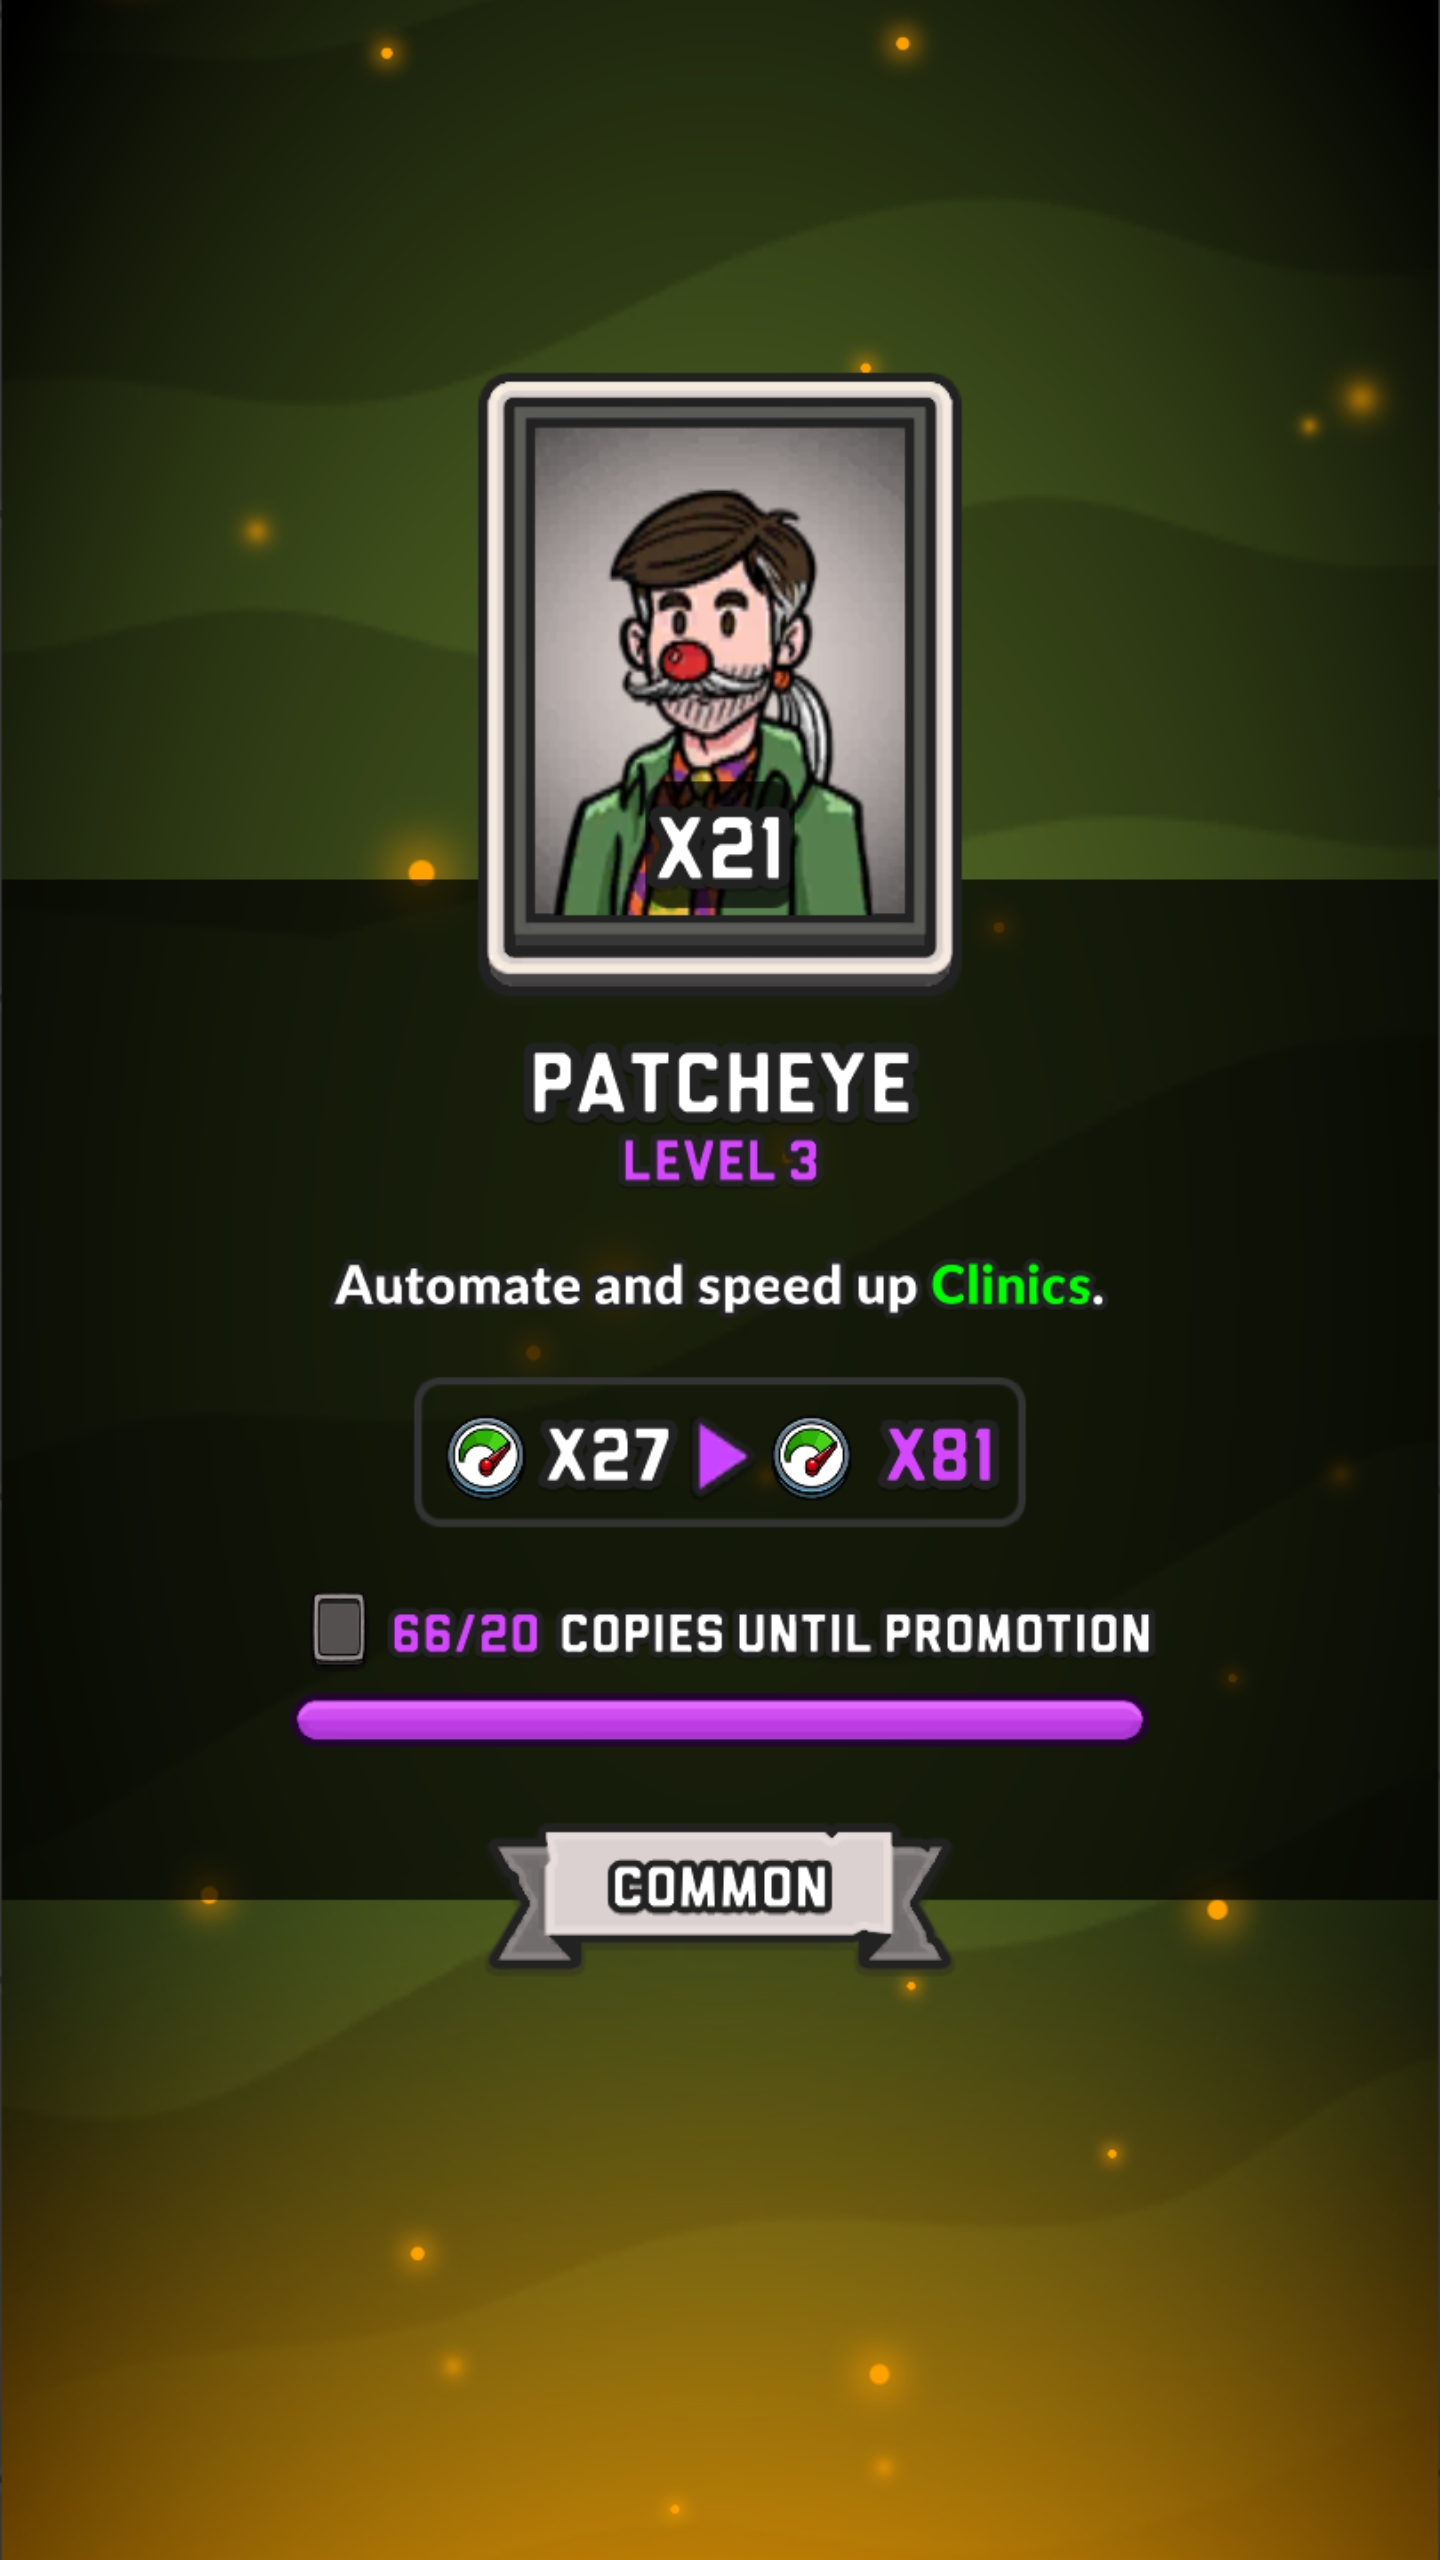 X21
PATCHEYE
LEVEL 3
Automate and speed up Clinics.
X27 X81
66/20 COPIES UNTIL PROMOTION
COMMON